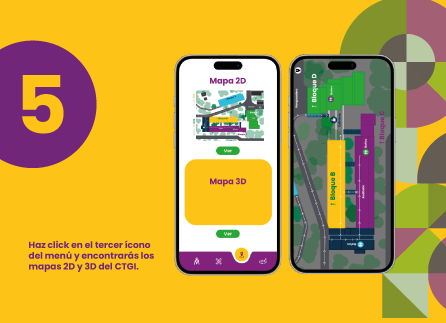 5
Haz click en el tercer ícono
del menú y encontrarás los
mapas 2D y 3D del CTGI.
Mapa 2D
Ver
Mapa 3D
Ver
↑ Bloque D
↑ Bloque B
Bloque C